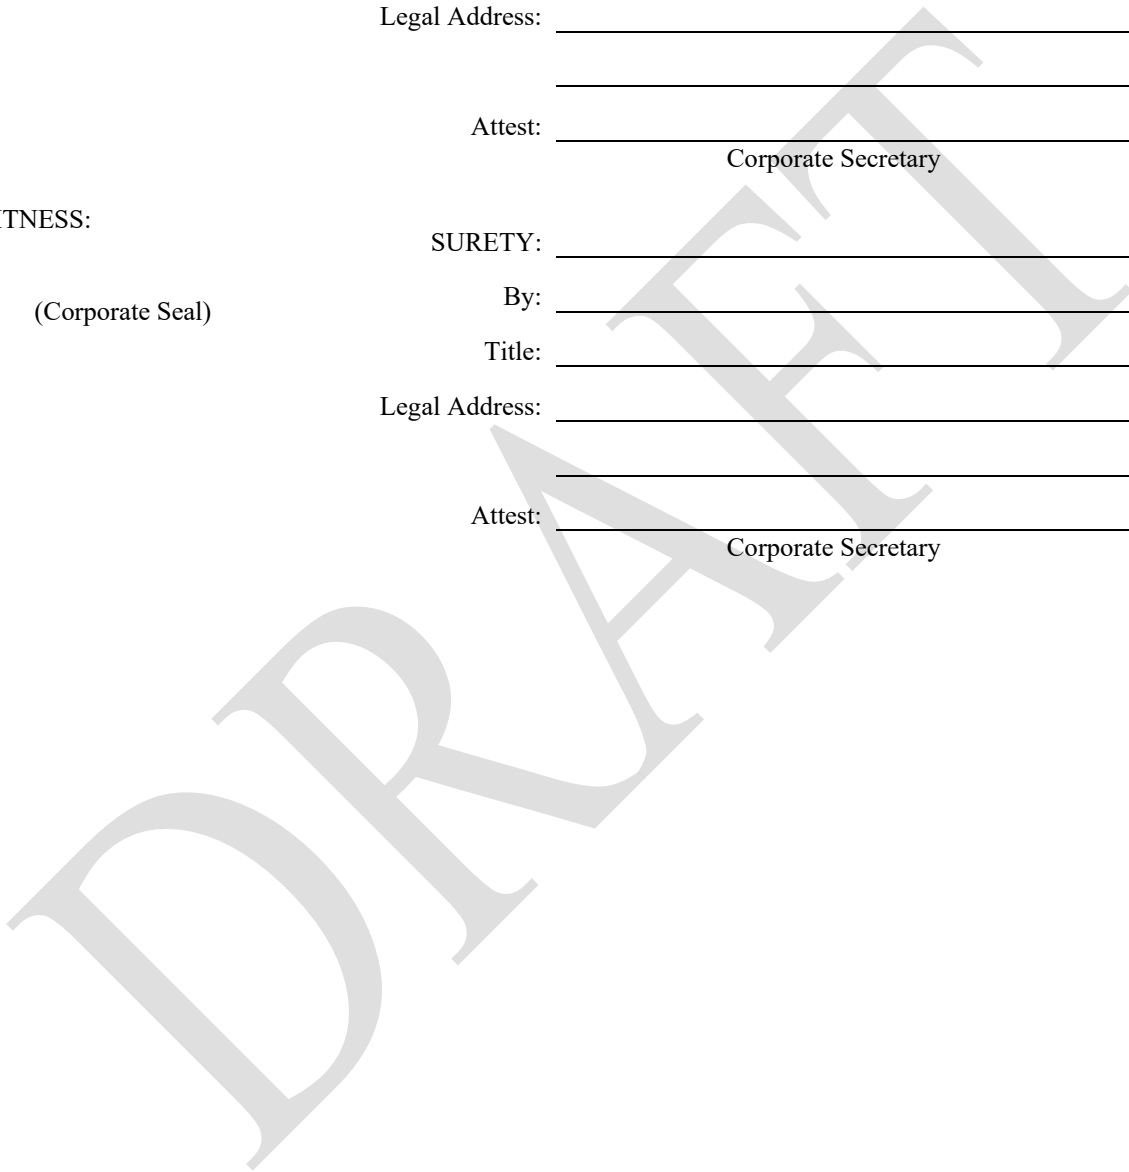 Legal Address:
Attest:
Corporate Secretary
ITNESS:
SURETY:
(Corporate Seal)
By:
Title:
Legal Address:
Attest:
Corporate Secretary
DRAFT